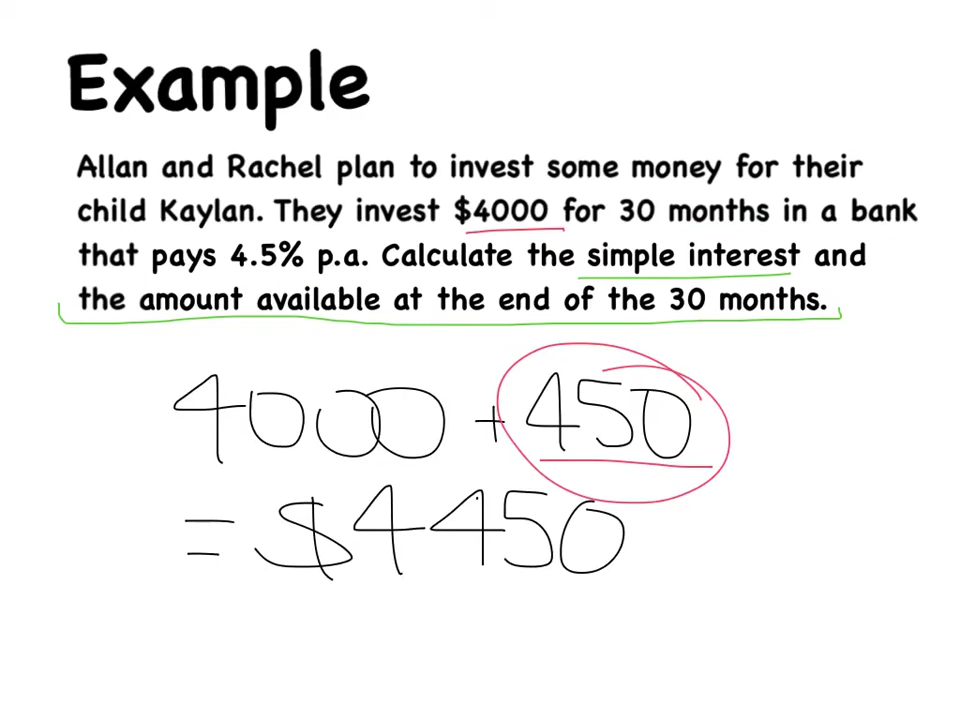 Example
Allan and Rachel plan to invest some money for their
child Kaylan. They invest $4000 for 30 months in a bank
that pays 4.5% p.a. Calculate the simple interest and
the amount available at the end of the 30 months.
4000 + 450
= $4450